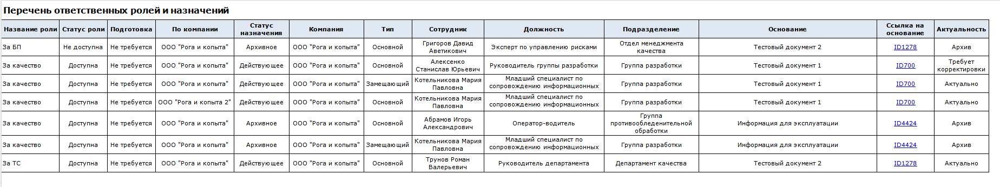 Перечень ответственных ролей и назначений
Название роли Статус роли Подготовка По компании Статус назначения Компания Тип Сотрудник Должность Подразделение Основание Ссылка на основание Актуальность
За БП Не доступна Не требуется ООО "Рога и копыта" Архивное ООО "Рога и копыта" Основной Григоров Давид Аветикович Эксперт по управлению рисками Отдел менеджмента качества Тестовый документ 2 ID1278 Архив
За качество Доступна Не требуется ООО "Рога и копыта" Действующее ООО "Рога и копыта" Основной Алексенко Станислав Юрьевич Руководитель группы разработки Группа разработки Тестовый документ 1 ID700 Требует корректировки
За качество Доступна Не требуется ООО "Рога и копыта" Действующее ООО "Рога и копыта" Замещающий Котельникова Мария Павловна Младший специалист по сопровождению информационных Группа разработки Тестовый документ 1 ID700 Актуально
За качество Доступна Не требуется ООО "Рога и копыта 2" Действующее ООО "Рога и копыта" Основной Котельникова Мария Павловна Младший специалист по сопровождению информационных Группа разработки Тестовый документ 1 ID700 Актуально
За качество Доступна Не требуется ООО "Рога и копыта" Архивное ООО "Рога и копыта" Основной Абрамов Игорь Александрович Оператор-водитель Группа противообледенительной обработки Информация для эксплуатации ID4424 Архив
За качество Доступна Не требуется ООО "Рога и копыта" Архивное ООО "Рога и копыта" Замещающий Котельникова Мария Павловна Младший специалист по сопровождению информационных Группа разработки Информация для эксплуатации ID4424 Архив
За ТС Доступна Не требуется ООО "Рога и копыта" Действующее ООО "Рога и копыта" Основной Трунов Роман Валерьевич Руководитель департамента Департамент качества Тестовый документ 2 ID1278 Актуально